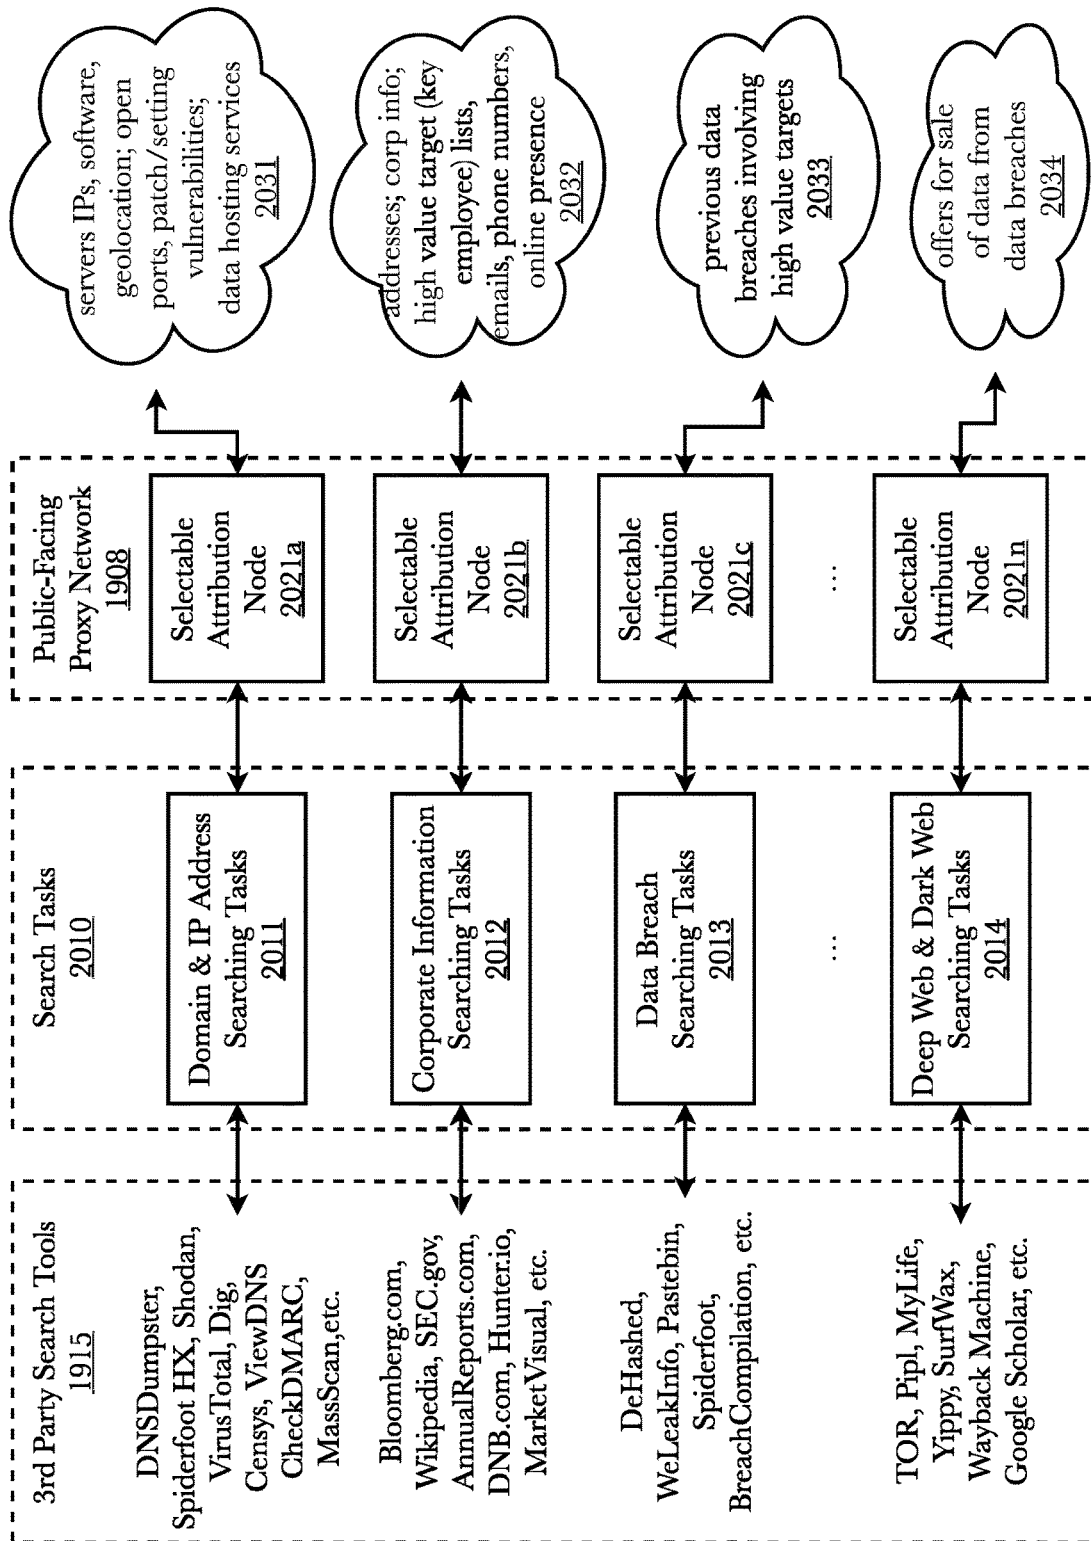 3rd Party Search Tools
1915
DNSDumpster,
Spiderfoot HX, Shodan,
VirusTotal, Dig,
Censys, ViewDNS
CheckDMARC,
MassScan,etc.
Bloomberg.com,
Wikipedia, SEC.gov,
AnnualReports.com,
DNB.com, Hunter.io,
MarketVisual, etc.
DeHashed,
WeLeakInfo, Pastebin,
Spiderfoot,
BreachCompilation, etc.
TOR, Pipl, MyLife,
Yippy, SurfWax,
Wayback Machine,
Google Scholar, etc.
Search Tasks
2010
Domain & IP Address
Searching Tasks
2011
Corporate Information
Searching Tasks
2012
Data Breach
Searching Tasks
2013
...
Deep Web & Dark Web
Searching Tasks
2014
Public-Facing
Proxy Network
1908
Selectable
Attribution
Node
2021a
Selectable
Attribution
Node
2021b
Selectable
Attribution
Node
2021c
...
Selectable
Attribution
Node
2021n
servers IPs, software,
geolocation; open
ports, patch/setting
vulnerabilities;
data hosting services
2031
addresses; corp info;
high value target (key
employee) lists,
emails, phone numbers,
online presence
2032
previous data
breaches involving
high value targets
2033
offers for sale
of data from
data breaches
2034